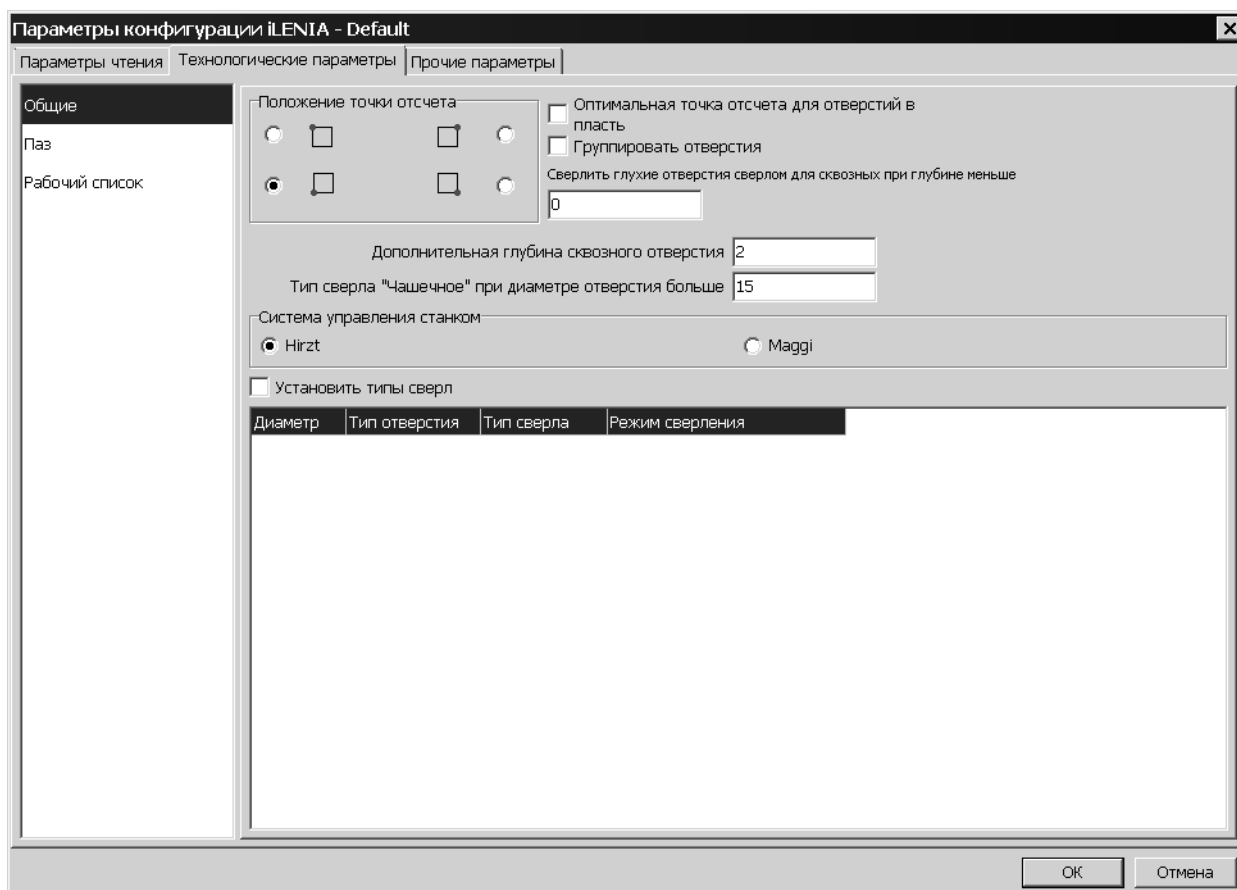 Параметры конфигурации iLENIA - Default
Параметры чтения Технологические параметры Прочие параметры
Общие
Паз
Рабочий список
Положение точки отсчета
Оптимальная точка отсчета для отверстий в
пласть
Группировать отверстия
Сверлить глухие отверстия сверлом для сквозных при глубине меньше
0
Дополнительная глубина сквозного отверстия 2
Тип сверла "Чашечное" при диаметре отверстия больше 15
Система управления станком
Hirzt Maggi
Установить типы сверл
Диаметр Тип отверстия Тип сверла Режим сверления
ОК Отмена